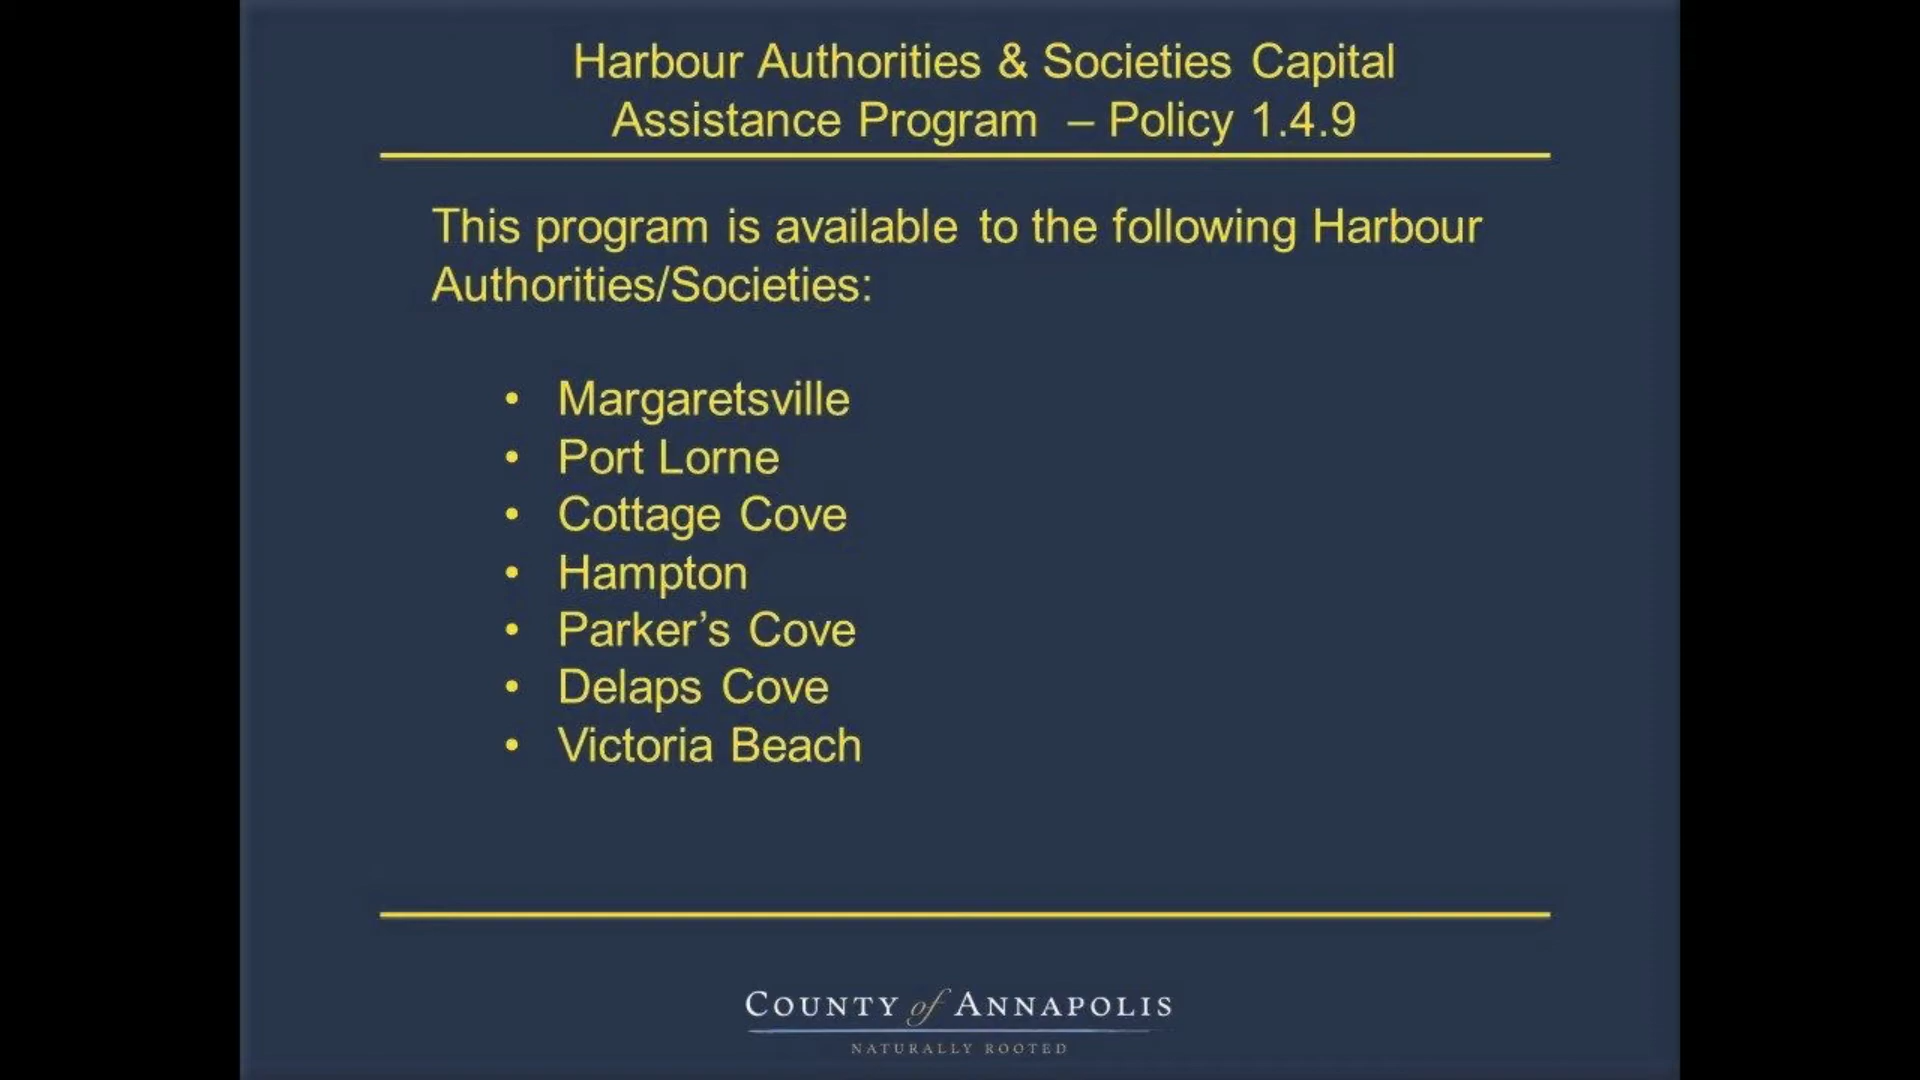 Harbour Authorities & Societies Capital
Assistance Program – Policy 1.4.9
This program is available to the following Harbour
Authorities/Societies:
• Margaretsville
• Port Lorne
• Cottage Cove
• Hampton
• Parker’s Cove
• Delaps Cove
• Victoria Beach
COUNTY of ANNAPOLIS
NATURALLY ROOTED